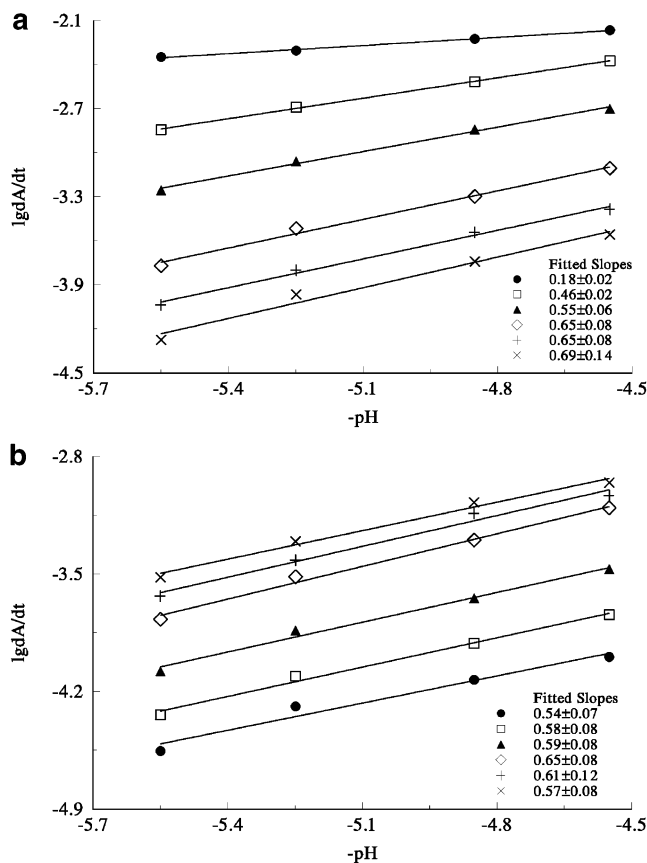 a
-2.1
-2.7
-3.3
-3.9
-4.5
lgdA/dt
Fitted Slopes
0.18±0.02
0.46±0.02
0.55±0.06
0.65±0.08
0.65±0.08
0.69±0.14
-5.7 -5.4 -5.1 -4.8 -4.5
-pH
b
-2.8
-3.5
-4.2
-4.9
lgdA/dt
Fitted Slopes
0.54±0.07
0.58±0.08
0.59±0.08
0.65±0.08
0.61±0.12
0.57±0.08
-5.7 -5.4 -5.1 -4.8 -4.5
-pH